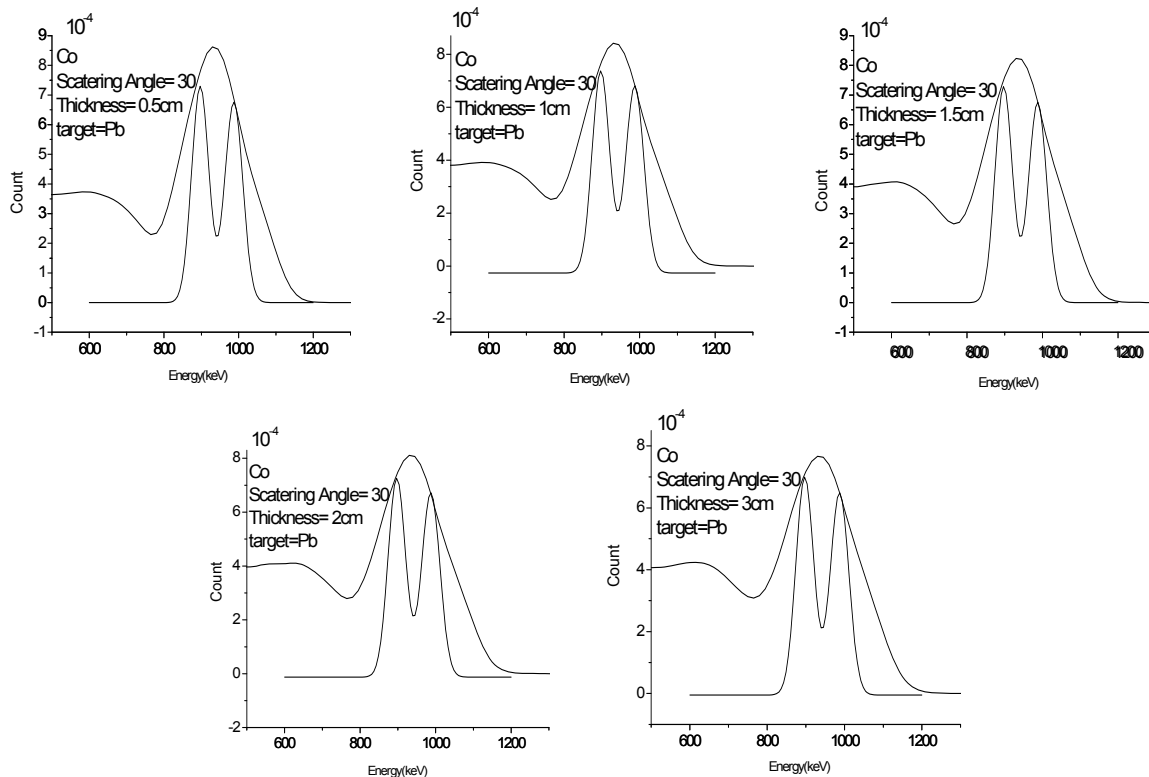 10-4
Co
Scatering Angle= 30
Thickness= 0.5cm
target=Pb
9
8
7
6
5
4
3
2
1
0
-1
Count
600 800 1000 1200
Energy(keV)
10-4
Co
Scatering Angle= 30
Thickness= 1cm
target=Pb
8
6
4
2
0
-2
Count
600 800 1000 1200
Energy(keV)
10-4
Co
Scatering Angle= 30
Thickness= 1.5cm
target=Pb
9
8
7
6
5
4
3
2
1
0
-1
Count
600 800 1000 1200
Energy(keV)
10-4
Co
Scatering Angle= 30
Thickness= 2cm
target=Pb
8
6
4
2
0
-2
Count
600 800 1000 1200
Energy(keV)
10-4
Co
Scatering Angle= 30
Thickness= 3cm
target=Pb
8
6
4
2
0
Count
600 800 1000 1200
Energy(keV)